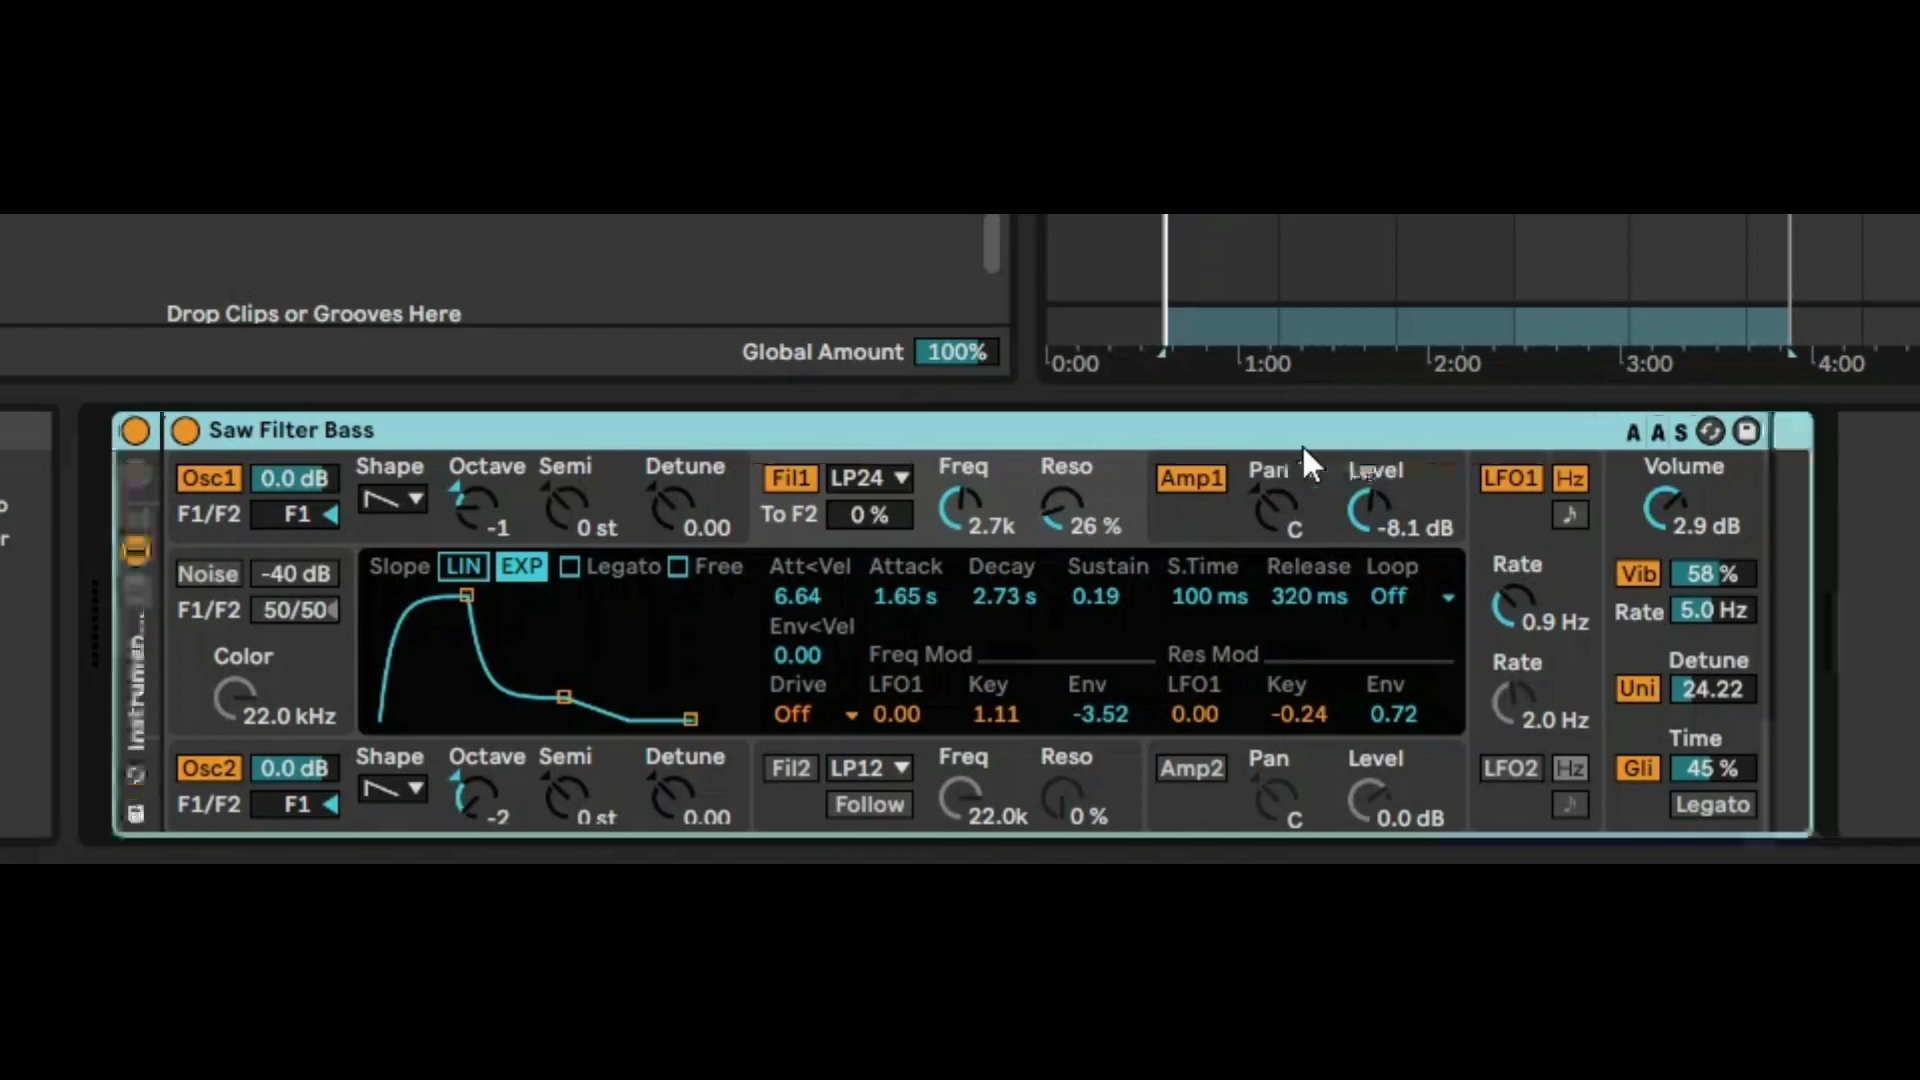 Drop Clips or Grooves Here
Global Amount 100%
0:00 1:00 2:00 3:00 4:00
Saw Filter Bass A A S
Osc1 0.0 dB Shape Octave Semi Detune Fil1 LP24 Freq Reso Amp1 Pan Level LFO1 Hz Volume
F1/F2 F1 -1 0 st 0.00 To F2 0 % 2.7k 26 % C -8.1 dB 2.9 dB
Noise -40 dB Slope LIN EXP Legato Free Att<Vel Attack Decay Sustain S.Time Release Loop Rate Vib 58 %
6.64 1.65 s 2.73 s 0.19 100 ms 320 ms Off
F1/F2 50/50 Env<Vel 0.9 Hz Rate 5.0 Hz
Color 0.00 Freq Mod Res Mod Rate Detune
Drive LFO1 Key Env LFO1 Key Env Uni 24.22
22.0 kHz Off 0.00 1.11 -3.52 0.00 -0.24 0.72 2.0 Hz
Instrumen...
Time
Osc2 0.0 dB Shape Octave Semi Detune Fil2 LP12 Freq Reso Amp2 Pan Level LFO2 Hz Gli 45 %
F1/F2 F1 -2 0 st 0.00 Follow 22.0k 0 % C 0.0 dB Legato